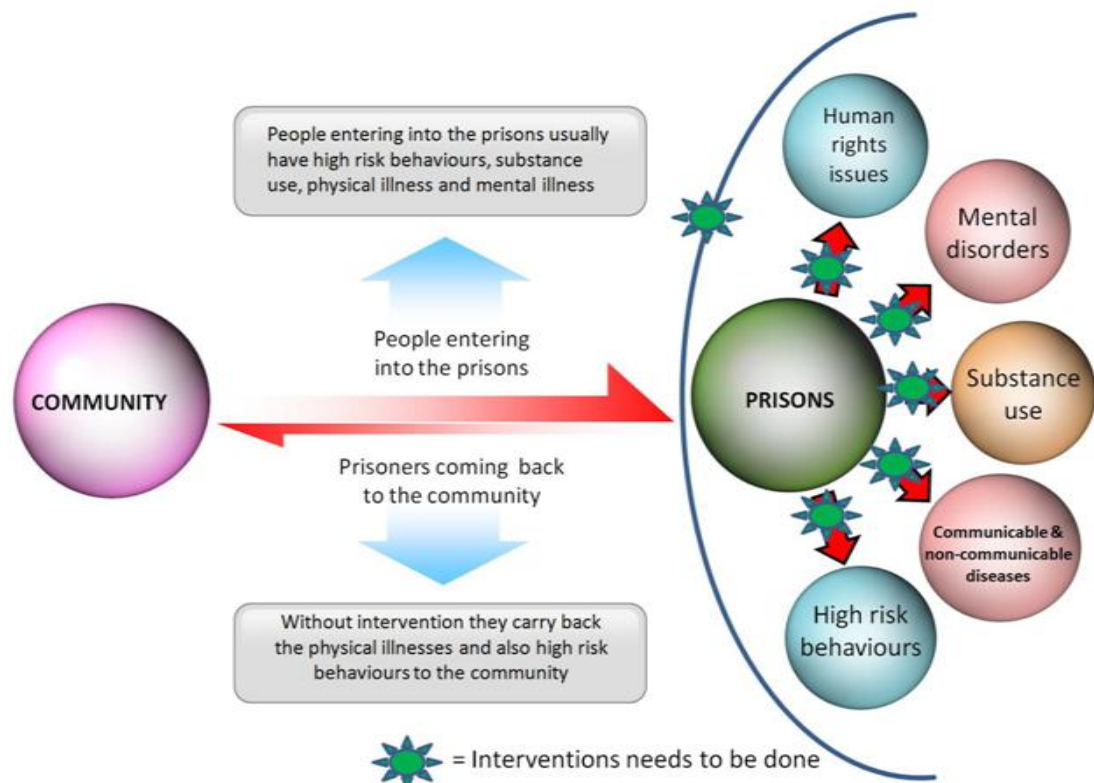 People entering into the prisons usually
have high risk behaviours, substance
use, physical illness and mental illness
People entering
into the prisons
COMMUNITY
Prisoners coming back
to the community
Without intervention they carry back
the physical illnesses and also high risk
behaviours to the community
PRISONS
Human
rights
issues
Mental
disorders
Substance
use
Communicable &
non-communicable
diseases
High risk
behaviours
= Interventions needs to be done